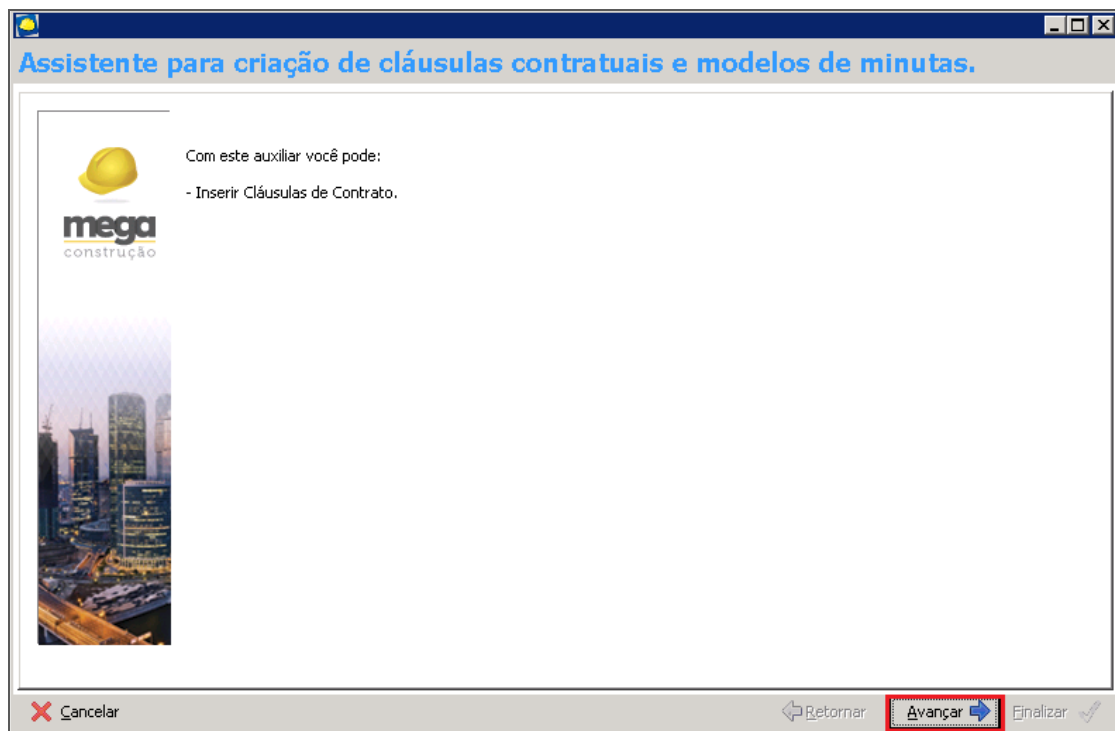 Assistente para criação de cláusulas contratuais e modelos de minutas.
Com este auxiliar você pode:
- Inserir Cláusulas de Contrato.
mega
construção
Cancelar
Retornar
Avançar
Finalizar